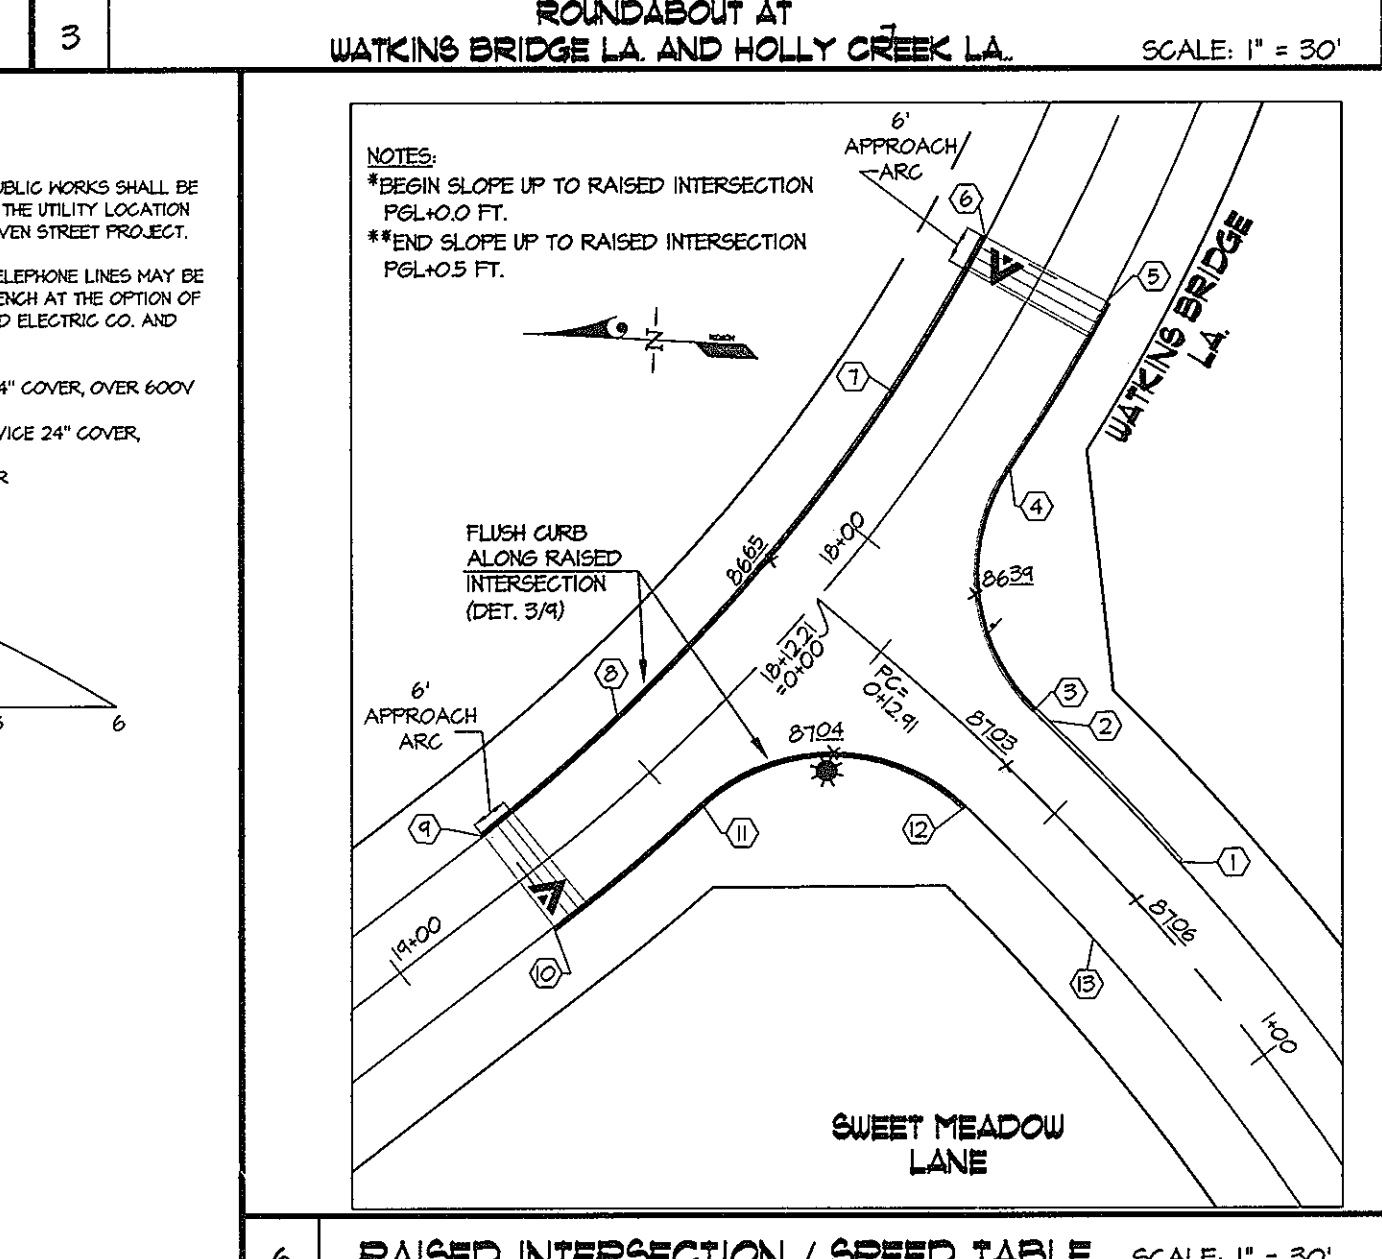 3
ROUNDABOUT AT
WATKINS BRIDGE LA. AND HOLLY CREEK LA.
SCALE: 1" = 30'
UBLIC WORKS SHALL BE
THE UTILITY LOCATION
VEN STREET PROJECT.
ELEPHONE LINES MAY BE
ENCH AT THE OPTION OF
D ELECTRIC CO. AND
4" COVER, OVER 600V
VICE 24" COVER,
R
6
NOTES:
*BEGIN SLOPE UP TO RAISED INTERSECTION
PGL+0.0 FT.
**END SLOPE UP TO RAISED INTERSECTION
PGL+0.5 FT.
6'
APPROACH
ARC
6
5
WATKINS BRIDGE
LA.
N
7
4
FLUSH CURB
ALONG RAISED
INTERSECTION
(DET. 3/9)
8665
18+00
8639
8
18+12.21
=0+00
PC=
0+12.91
3
2
6'
APPROACH
ARC
8704
8703
9
11
12
1
19+00
10
8706
13
1+00
SWEET MEADOW
LANE
6
RAISED INTERSECTION / SPEED TABLE
SCALE: 1" = 30'